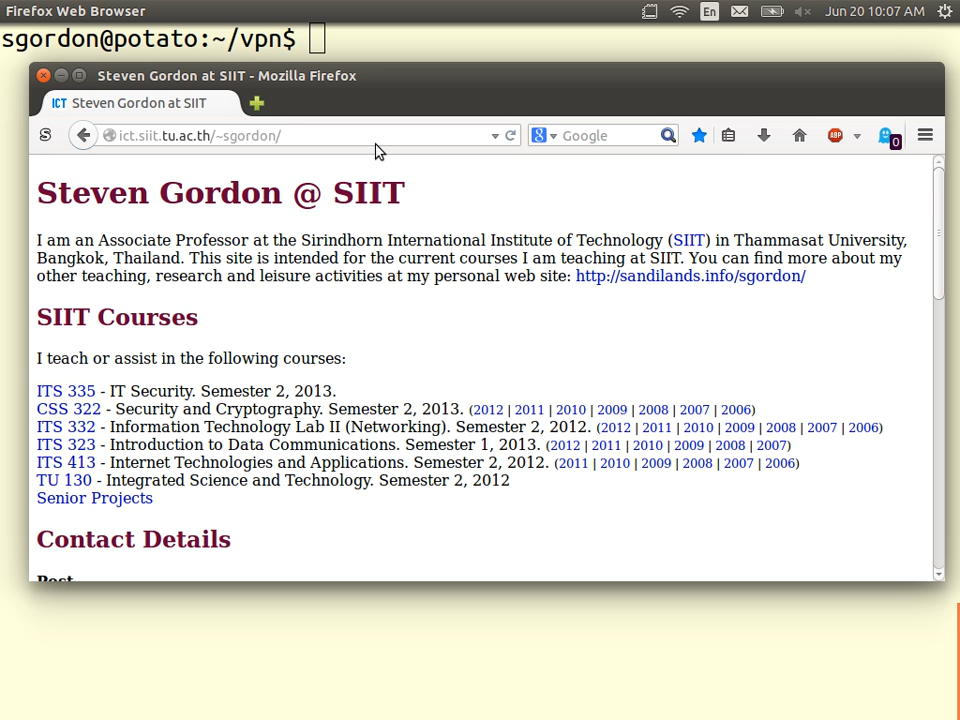 Firefox Web Browser
En
Jun 20 10:07 AM
sgordon@potato:~/vpn$
Steven Gordon at SIIT - Mozilla Firefox
ICT Steven Gordon at SIIT
S
ict.siit.tu.ac.th/~sgordon/
8 Google
ABP
0
Steven Gordon @ SIIT
I am an Associate Professor at the Sirindhorn International Institute of Technology (SIIT) in Thammasat University,
Bangkok, Thailand. This site is intended for the current courses I am teaching at SIIT. You can find more about my
other teaching, research and leisure activities at my personal web site: http://sandilands.info/sgordon/
SIIT Courses
I teach or assist in the following courses:
ITS 335 - IT Security. Semester 2, 2013.
CSS 322 - Security and Cryptography. Semester 2, 2013. (2012 | 2011 | 2010 | 2009 | 2008 | 2007 | 2006)
ITS 332 - Information Technology Lab II (Networking). Semester 2, 2012. (2012 | 2011 | 2010 | 2009 | 2008 | 2007 | 2006)
ITS 323 - Introduction to Data Communications. Semester 1, 2013. (2012 | 2011 | 2010 | 2009 | 2008 | 2007)
ITS 413 - Internet Technologies and Applications. Semester 2, 2012. (2011 | 2010 | 2009 | 2008 | 2007 | 2006)
TU 130 - Integrated Science and Technology. Semester 2, 2012
Senior Projects
Contact Details
Post